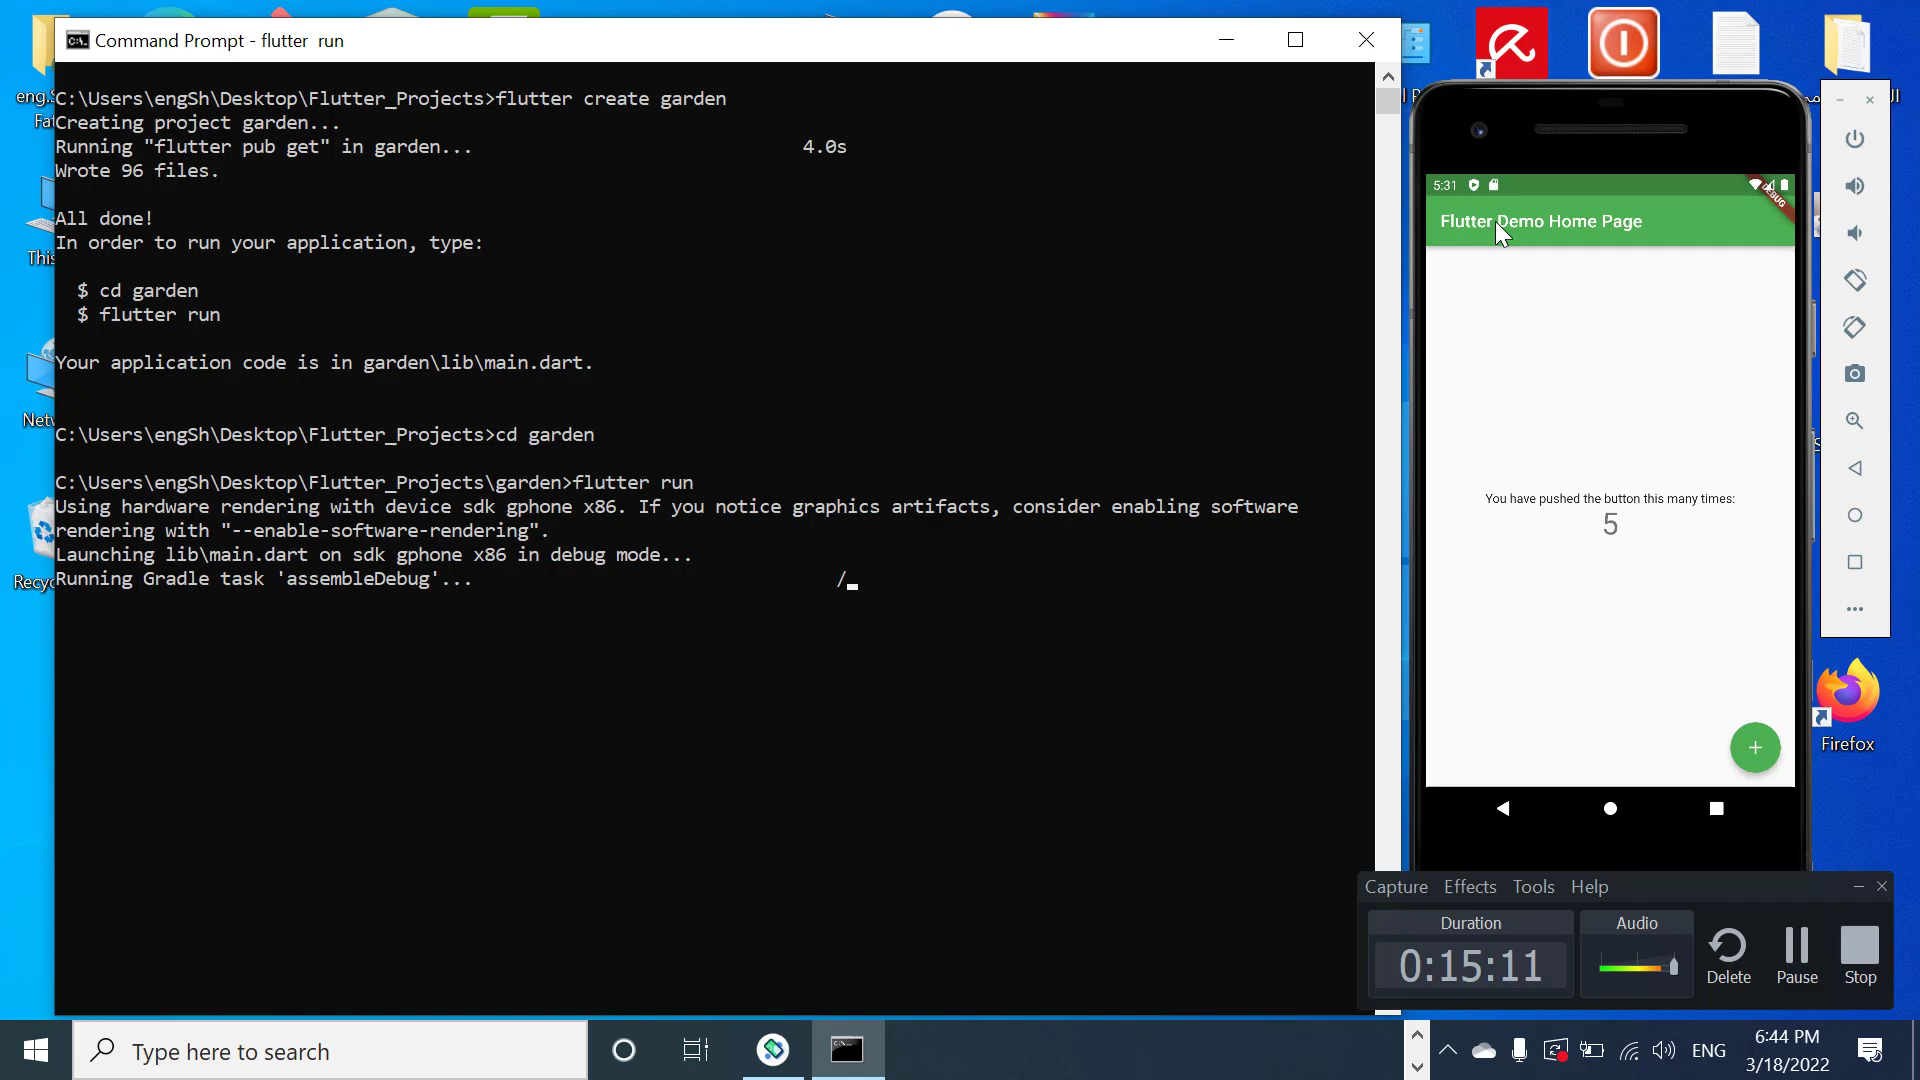 Command Prompt - flutter  run
C:\Users\engSh\Desktop\Flutter_Projects>flutter create garden
Creating project garden...
Running "flutter pub get" in garden...                              4.0s
Wrote 96 files.
All done!
In order to run your application, type:
$ cd garden
$ flutter run
Your application code is in garden\lib\main.dart.
C:\Users\engSh\Desktop\Flutter_Projects>cd garden
C:\Users\engSh\Desktop\Flutter_Projects\garden>flutter run
Using hardware rendering with device sdk gphone x86. If you notice graphics artifacts, consider enabling software
rendering with "--enable-software-rendering".
Launching lib\main.dart on sdk gphone x86 in debug mode...
Running Gradle task 'assembleDebug'...                                 /
5:31
DEBUG
Flutter Demo Home Page
You have pushed the button this many times:
5
+
Firefox
Capture Effects Tools Help
Duration
0:15:11
Audio
Delete
Pause
Stop
Type here to search
ENG
6:44 PM
3/18/2022